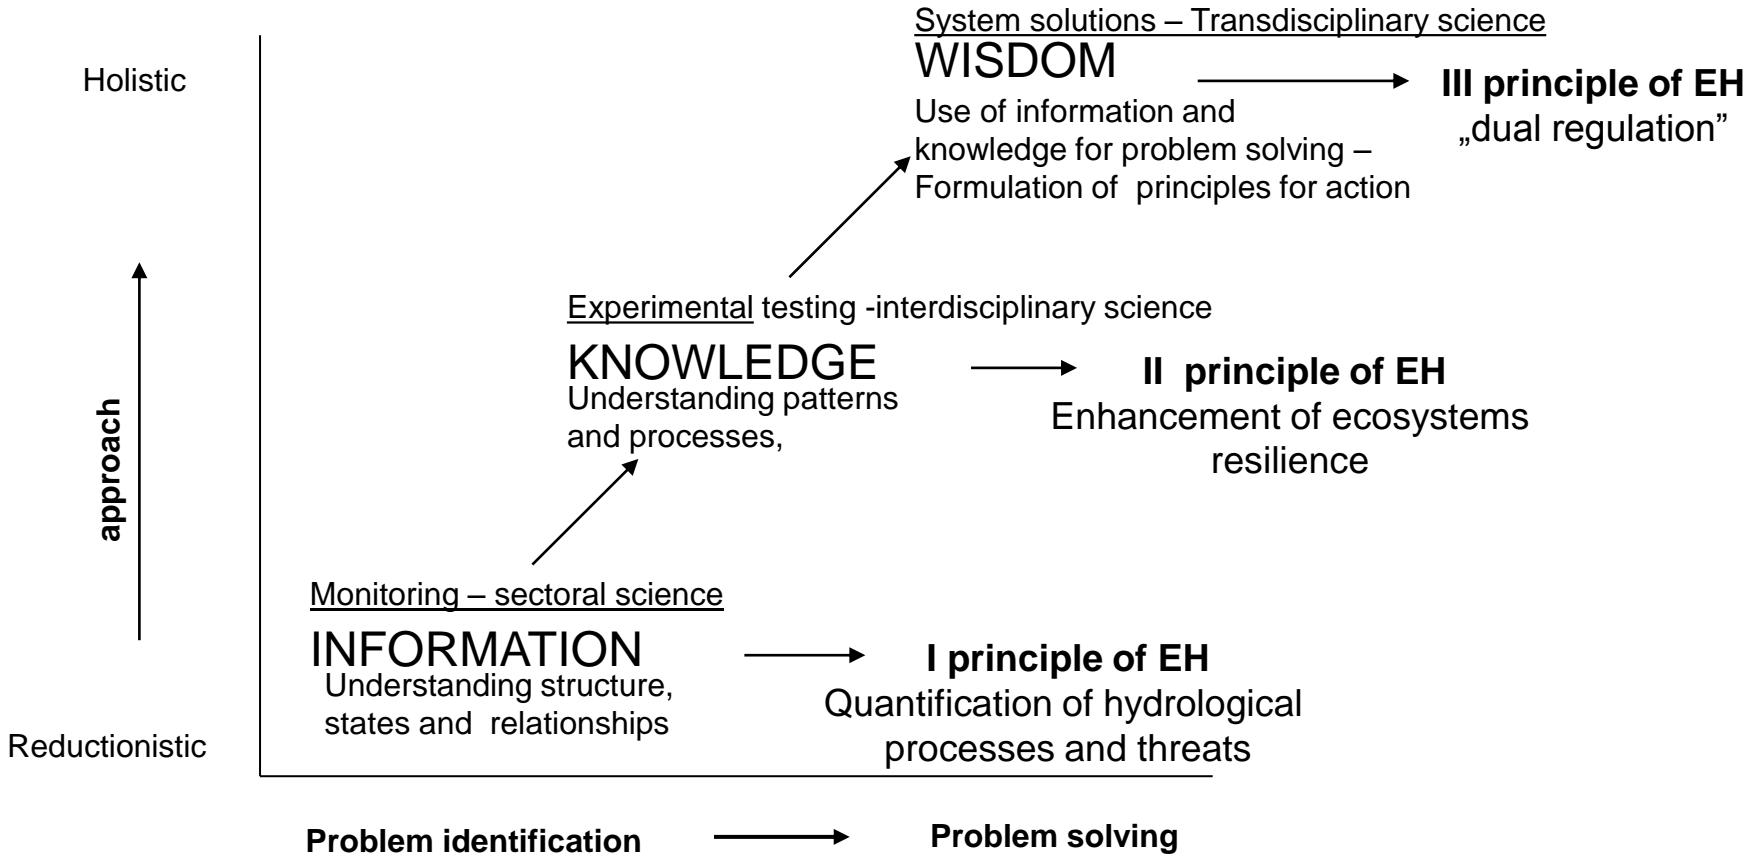 System solutions – Transdisciplinary science
WISDOM
Holistic
III principle of EH
„dual regulation”
Use of information and
knowledge for problem solving –
Formulation of principles for action
Experimental testing -interdisciplinary science
KNOWLEDGE
Understanding patterns
and processes,
II principle of EH
Enhancement of ecosystems
resilience
approach
Monitoring – sectoral science
INFORMATION
Understanding structure,
states and relationships
I principle of EH
Quantification of hydrological
processes and threats
Reductionistic
Problem identification
Problem solving